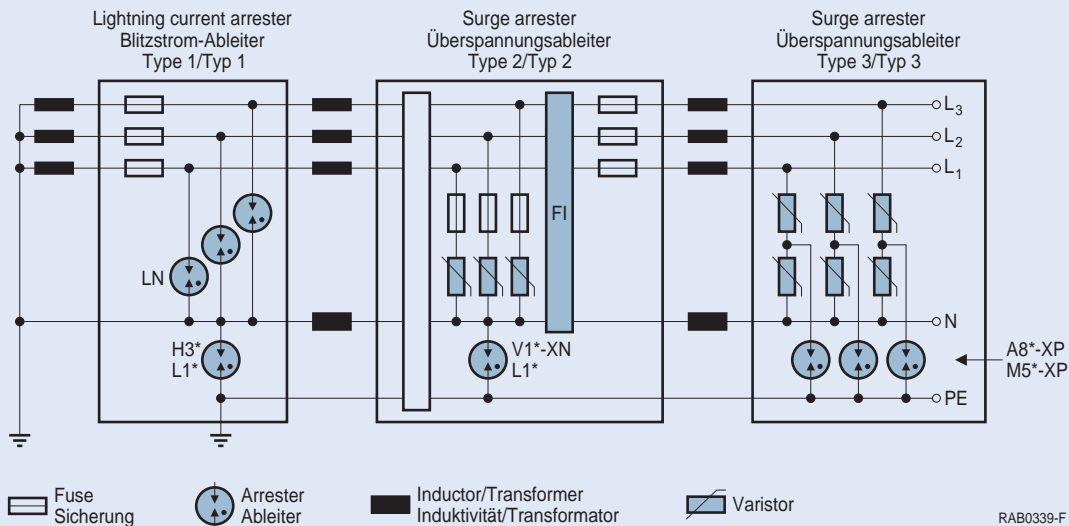 Lightning current arrester
Blitzstrom-Ableiter
Type 1/Typ 1
Surge arrester
Überspannungsableiter
Type 2/Typ 2
Surge arrester
Überspannungsableiter
Type 3/Typ 3
L3
L2
L1
FI
LN
N
H3*
L1*
V1*-XN
L1*
A8*-XP
M5*-XP
PE
Fuse
Sicherung
Arrester
Ableiter
Inductor/Transformer
Induktivität/Transformator
Varistor
RAB0339-F